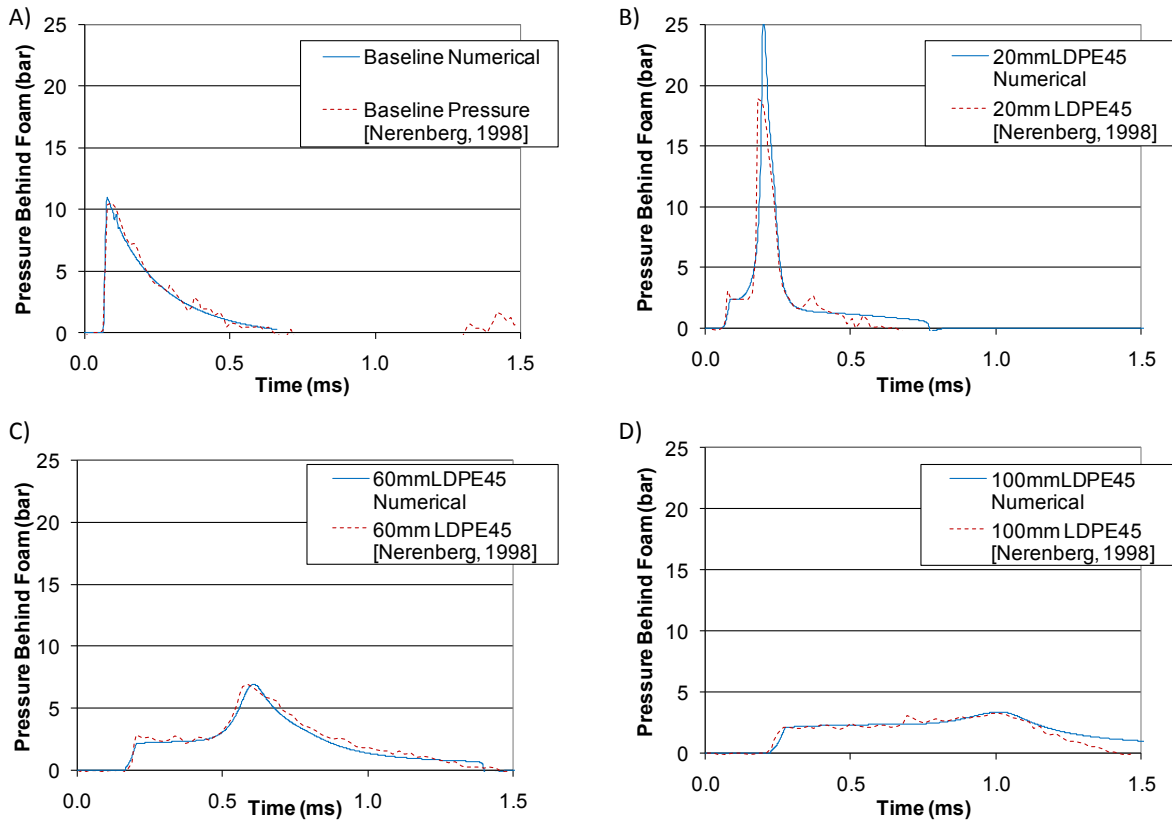 A)
25
20
15
10
5
0
Pressure Behind Foam (bar)
0.0 0.5 1.0 1.5
Time (ms)
Baseline Numerical
Baseline Pressure
[Nerenberg, 1998]
B)
25
20
15
10
5
0
Pressure Behind Foam (bar)
0.0 0.5 1.0 1.5
Time (ms)
20mmLDPE45
Numerical
20mm LDPE45
[Nerenberg, 1998]
C)
25
20
15
10
5
0
Pressure Behind Foam (bar)
0.0 0.5 1.0 1.5
Time (ms)
60mmLDPE45
Numerical
60mm LDPE45
[Nerenberg, 1998]
D)
25
20
15
10
5
0
Pressure Behind Foam (bar)
0.0 0.5 1.0 1.5
Time (ms)
100mmLDPE45
Numerical
100mm LDPE45
[Nerenberg, 1998]